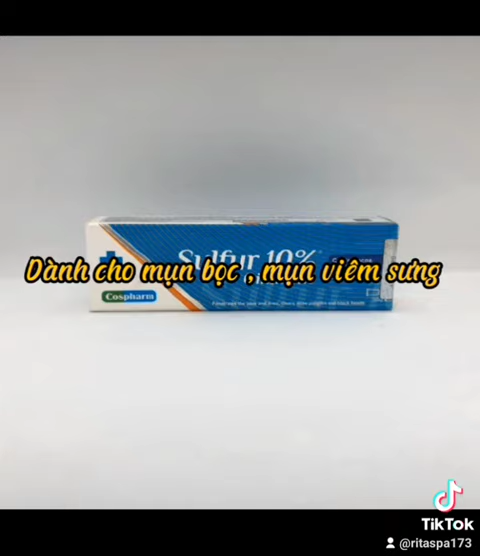 Sulfur 10%
Dành cho mụn bọc , mụn viêm sưng
Cospharm
TikTok
@ritaspa173